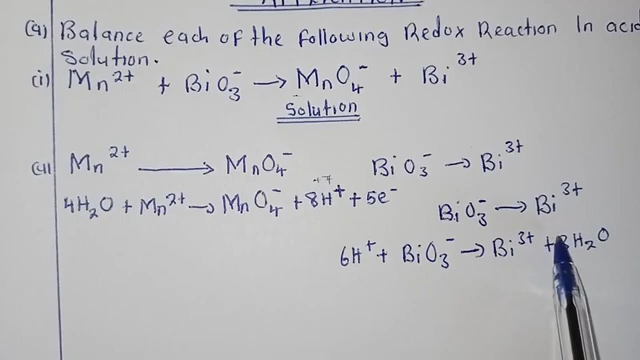 (a) Balance each of the following Redox Reaction In acid
Solution.
(i) Mn²⁺ + BiO₃⁻ → MnO₄⁻ + Bi³⁺
Solution
(a) Mn²⁺ → MnO₄⁻ BiO₃⁻ → Bi³⁺
4H₂O + Mn²⁺ → MnO₄⁻ + 8H⁺ + 5e⁻ BiO₃⁻ → Bi³⁺
6H⁺ + BiO₃⁻ → Bi³⁺ + 3H₂O